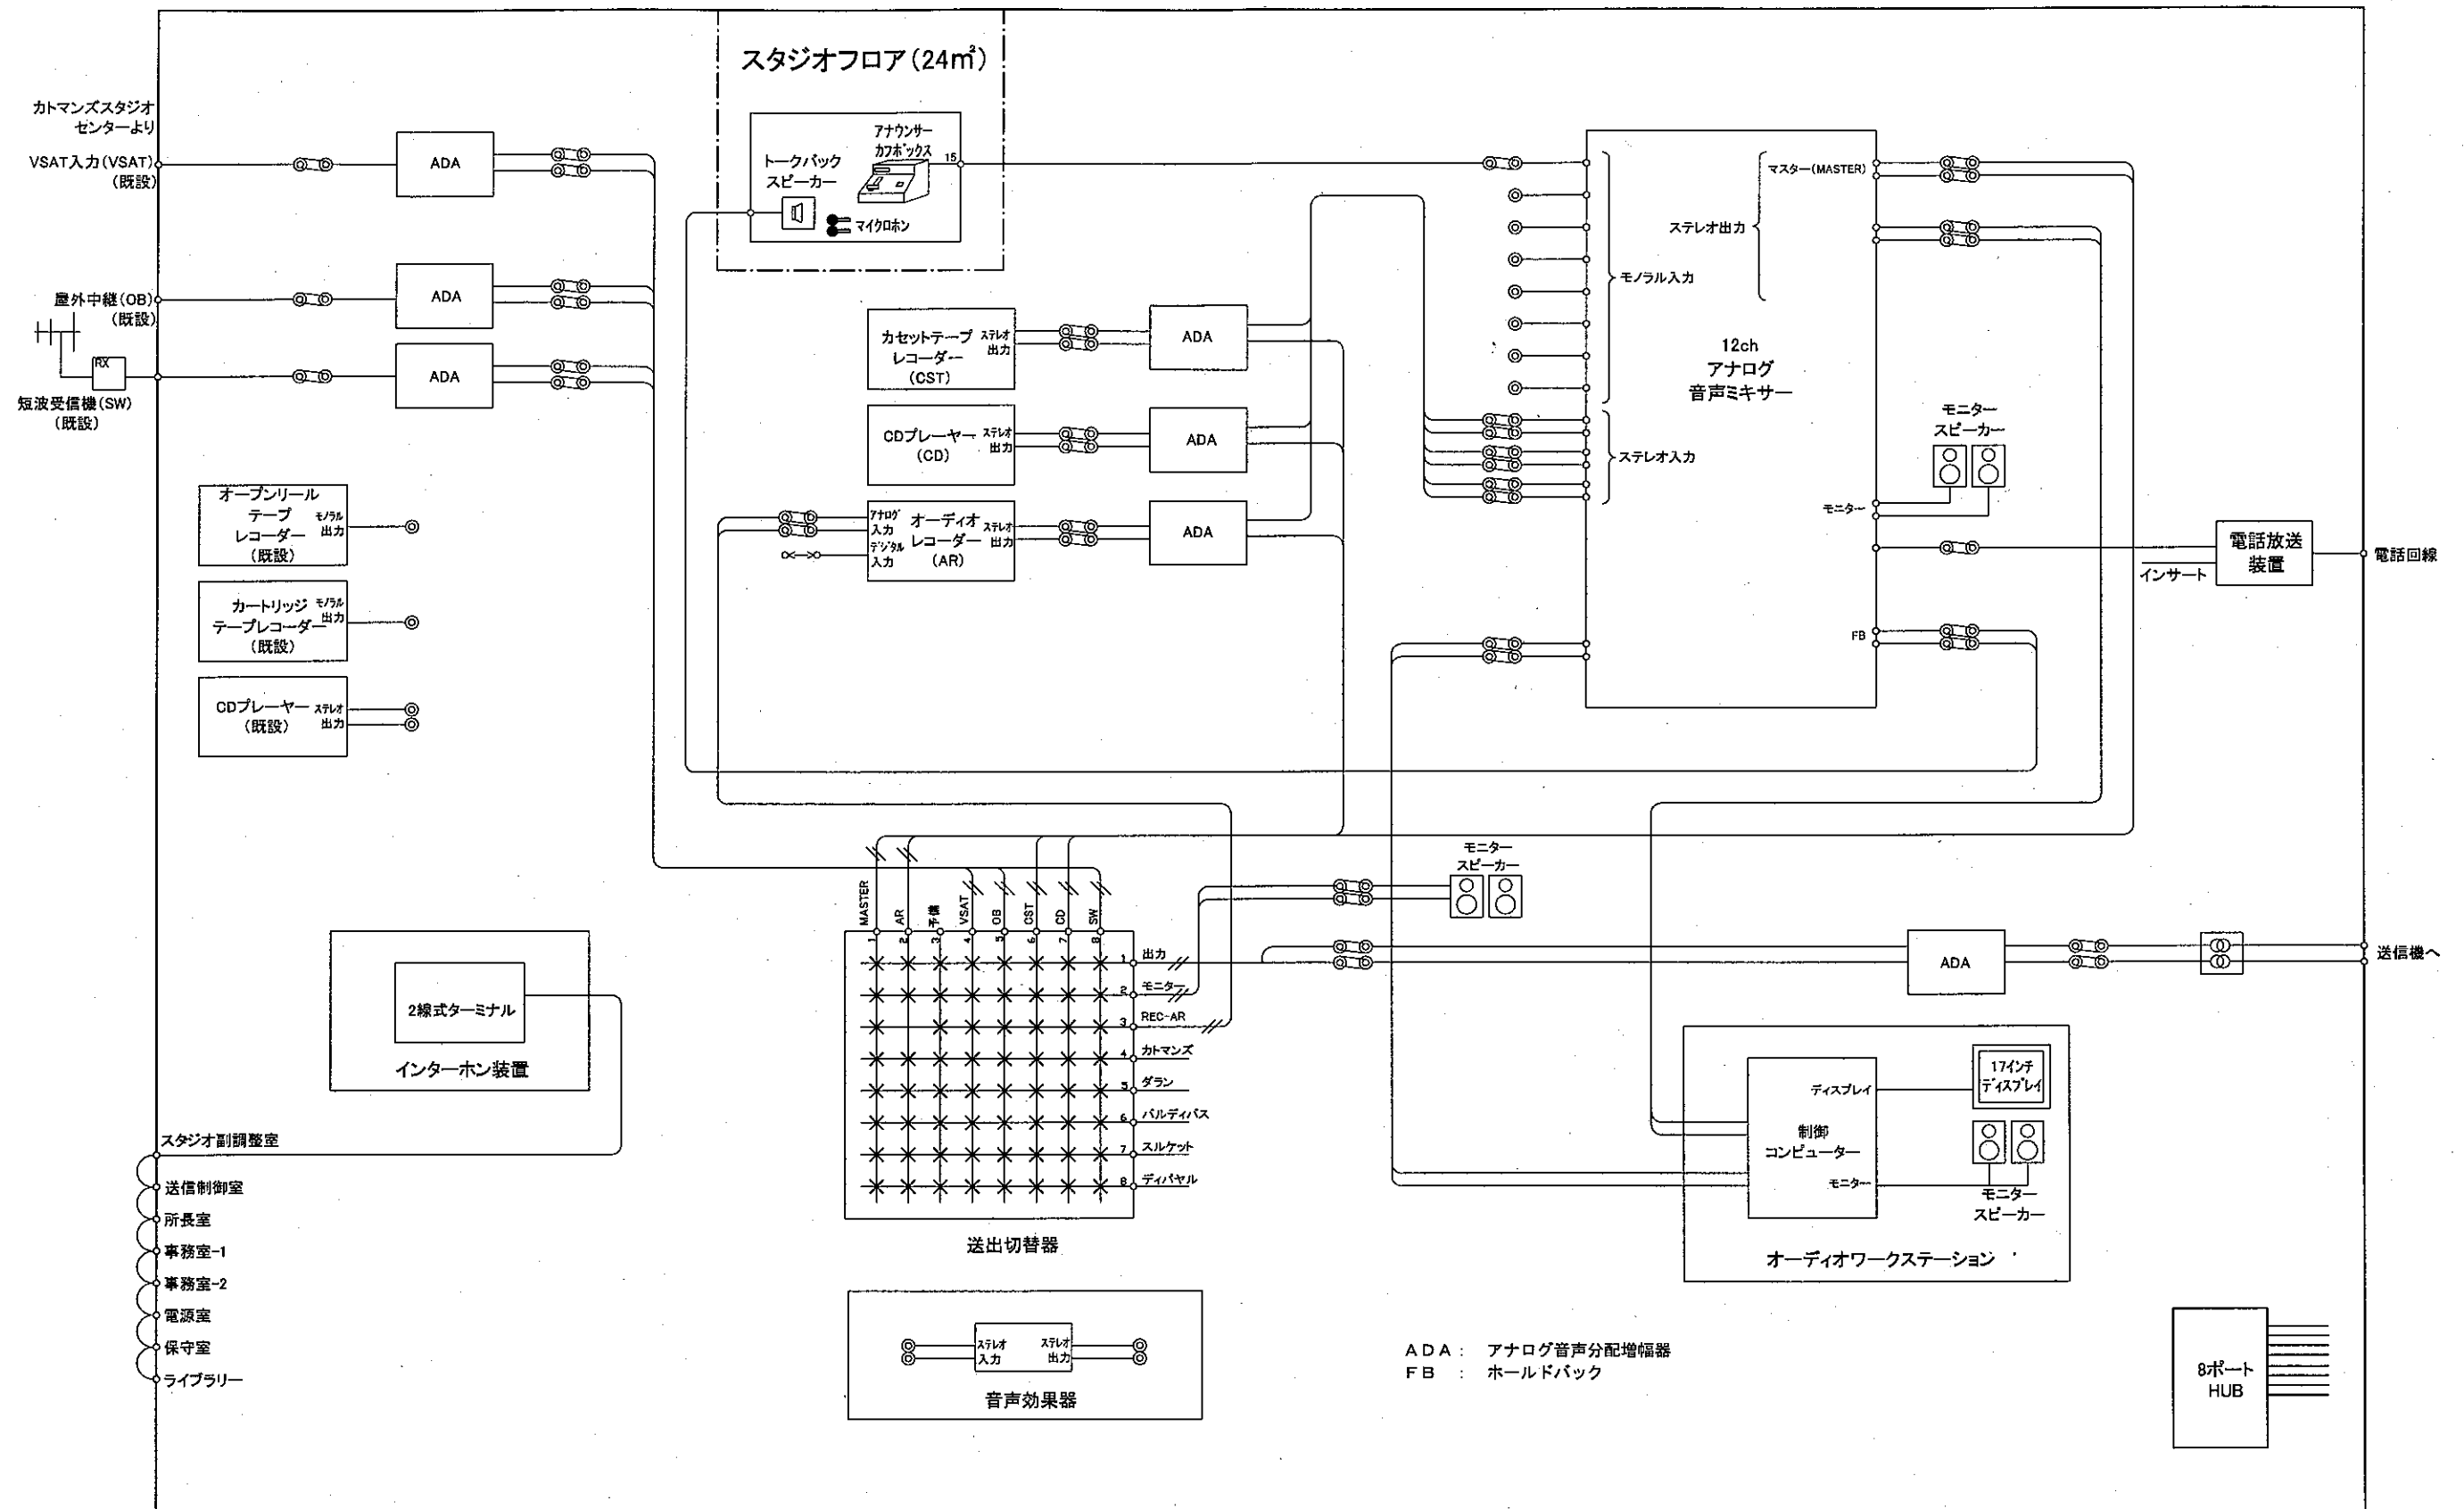 スタジオフロア(24㎡)
カトマンズスタジオ
センターより
VSAT入力(VSAT)
(既設)
ADA
屋外中継(OB)
(既設)
ADA
RX
短波受信機(SW)
(既設)
ADA
トークバック
スピーカー
アナウンサー
カフボックス
15
マイクロホン
オープンリール
テープ
レコーダー
(既設)
モノラル
出力
カートリッジ
テープレコーダー
(既設)
モノラル
出力
CDプレーヤー
(既設)
ステレオ
出力
カセットテープ
レコーダー
(CST)
ステレオ
出力
ADA
CDプレーヤー
(CD)
ステレオ
出力
ADA
アナログ
入力
デジタル
入力
オーディオ
レコーダー
(AR)
ステレオ
出力
ADA
モノラル入力
ステレオ入力
12ch
アナログ
音声ミキサー
ステレオ出力
マスター(MASTER)
モニター
FB
モニター
スピーカー
電話放送
装置
インサート
電話回線
MASTER
AR
予備
VSAT
OB
CST
CD
SW
1
2
3
4
5
6
7
8
1 出力
2 モニター
3 REC-AR
4 カトマンズ
5 ダラン
6 バルディバス
7 スルケット
8 ディパヤル
送出切替器
モニター
スピーカー
ADA
送信機へ
2線式ターミナル
インターホン装置
スタジオ副調整室
送信制御室
所長室
事務室-1
事務室-2
電源室
保守室
ライブラリー
ディスプレイ
制御
コンピューター
モニター
17インチ
ディスプレイ
モニター
スピーカー
オーディオワークステーション
ステレオ
入力
ステレオ
出力
音声効果器
ADA : アナログ音声分配増幅器
FB : ホールドバック
8ポート
HUB